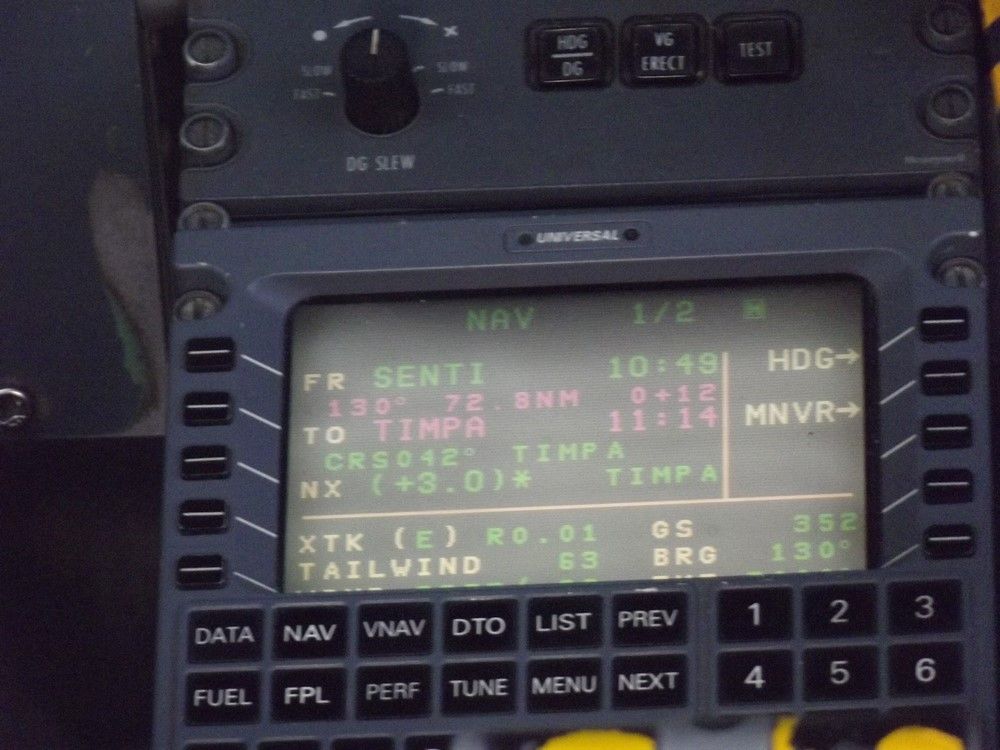 SLOW SLOW
FAST FAST
DG SLEW
HDG
DG
VG
ERECT
TEST
Honeywell
UNIVERSAL
NAV 1/2
FR SENTI 10:49
130° 72.8NM 0+12
TO TIMPA 11:14
CRS042° TIMPA
NX (+3.0)* TIMPA
HDG→
MNVR→
XTK (E) R0.01 GS 352
TAILWIND 63 BRG 130°
DATA NAV VNAV DTO LIST PREV 1 2 3
FUEL FPL PERF TUNE MENU NEXT 4 5 6